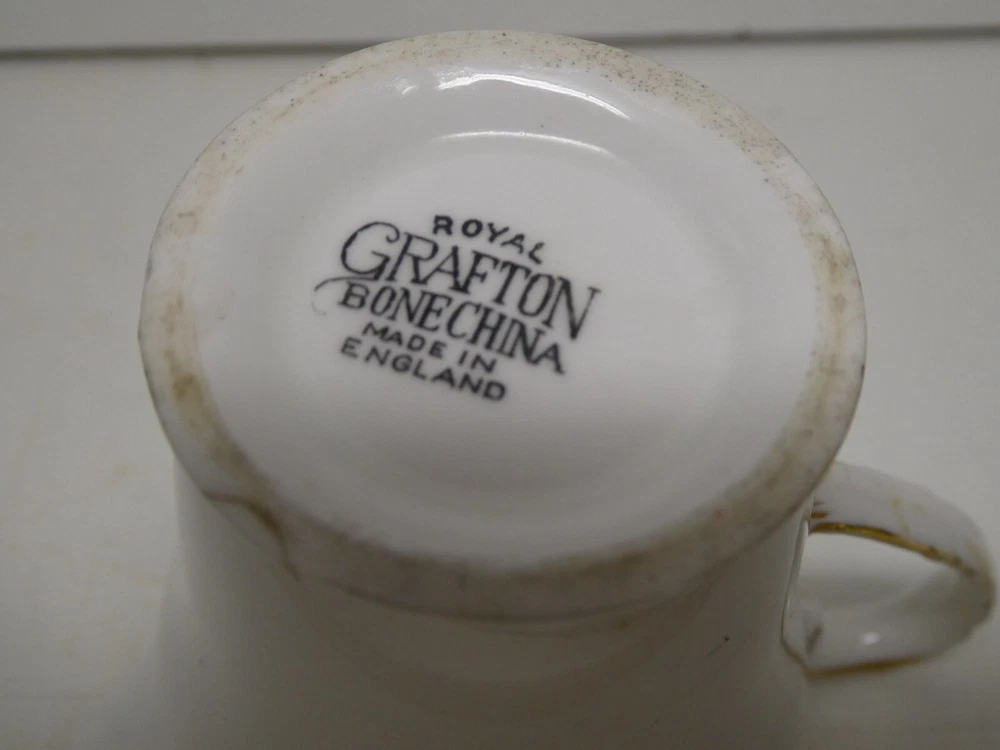 ROYAL
GRAFTON
BONE CHINA
MADE IN
ENGLAND